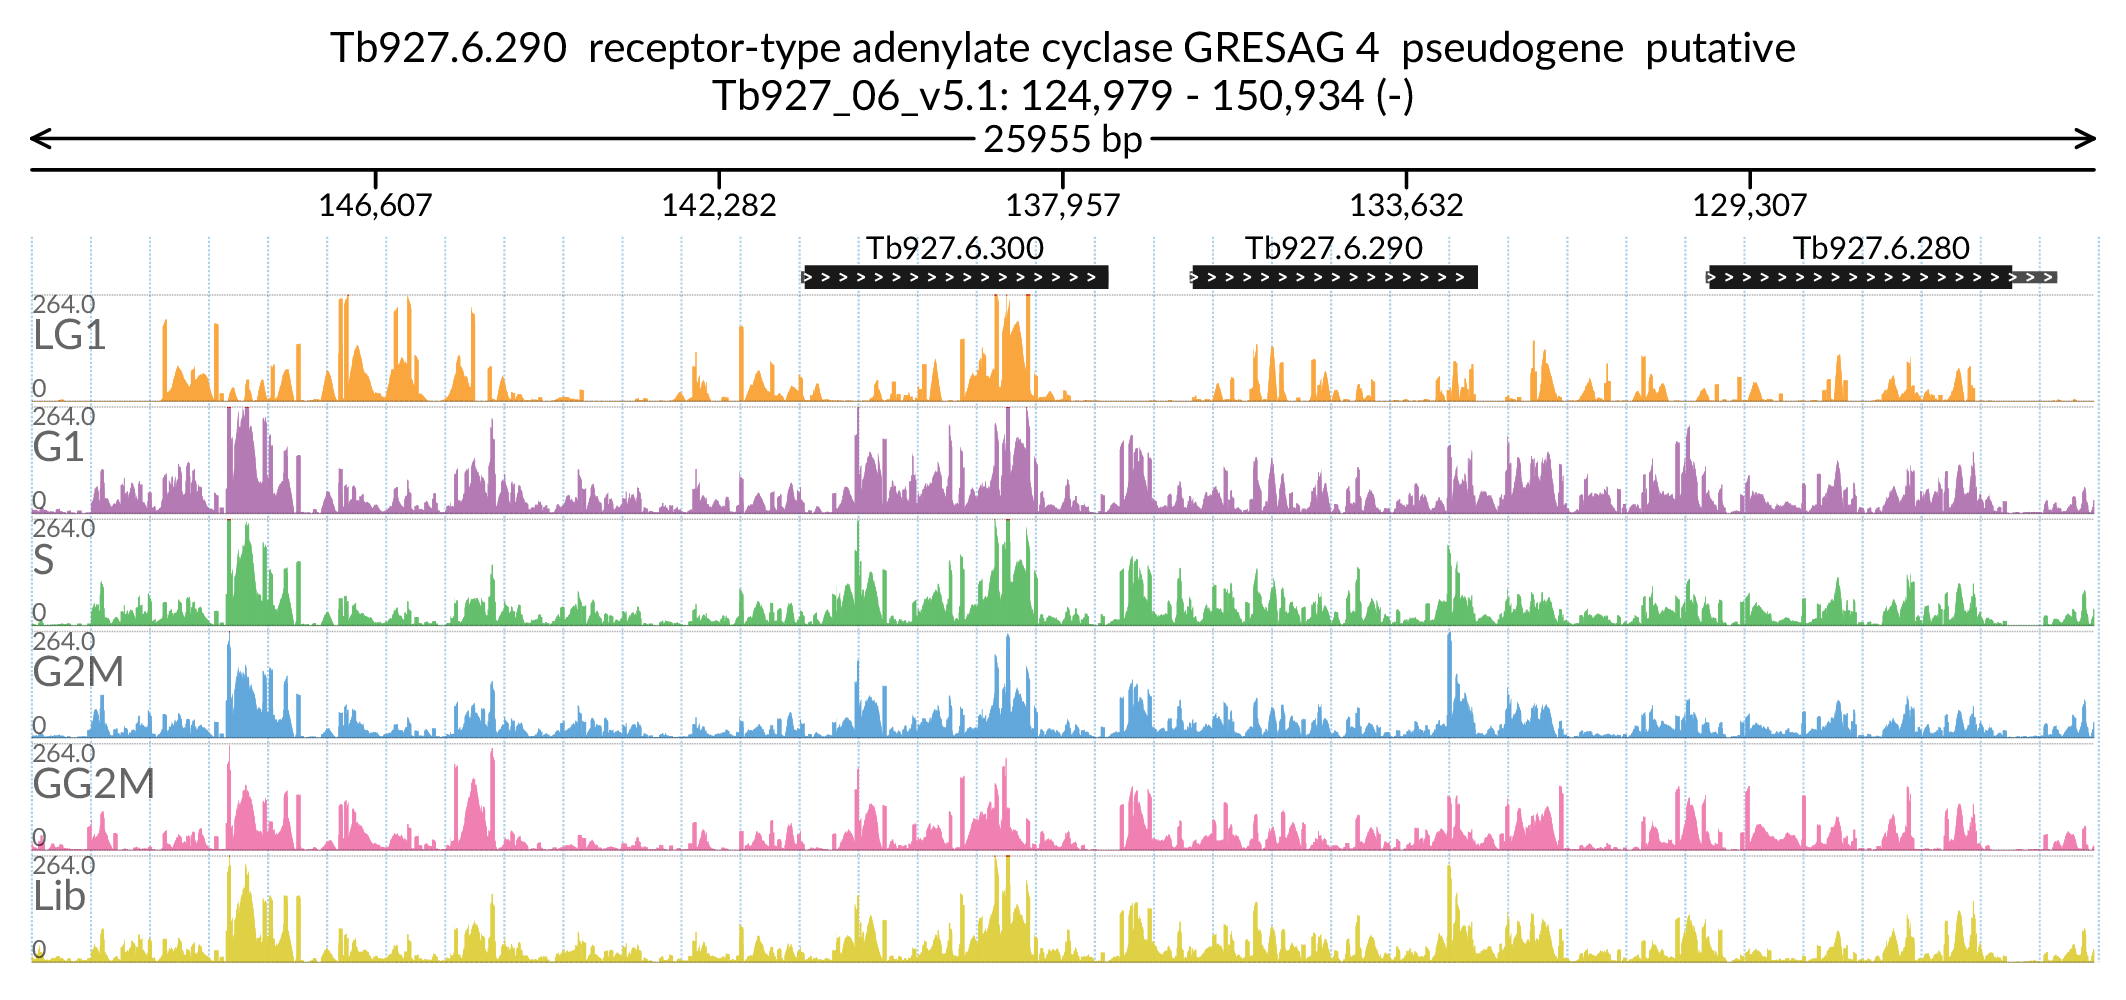 Tb927.6.290 receptor-type adenylate cyclase GRESAG 4 pseudogene putative
Tb927_06_v5.1: 124,979 - 150,934 (-)
25955 bp
146,607 142,282 137,957 133,632 129,307
Tb927.6.300 Tb927.6.290 Tb927.6.280
264.0
LG1
0
264.0
G1
0
264.0
S
0
264.0
G2M
0
264.0
GG2M
0
264.0
Lib
0